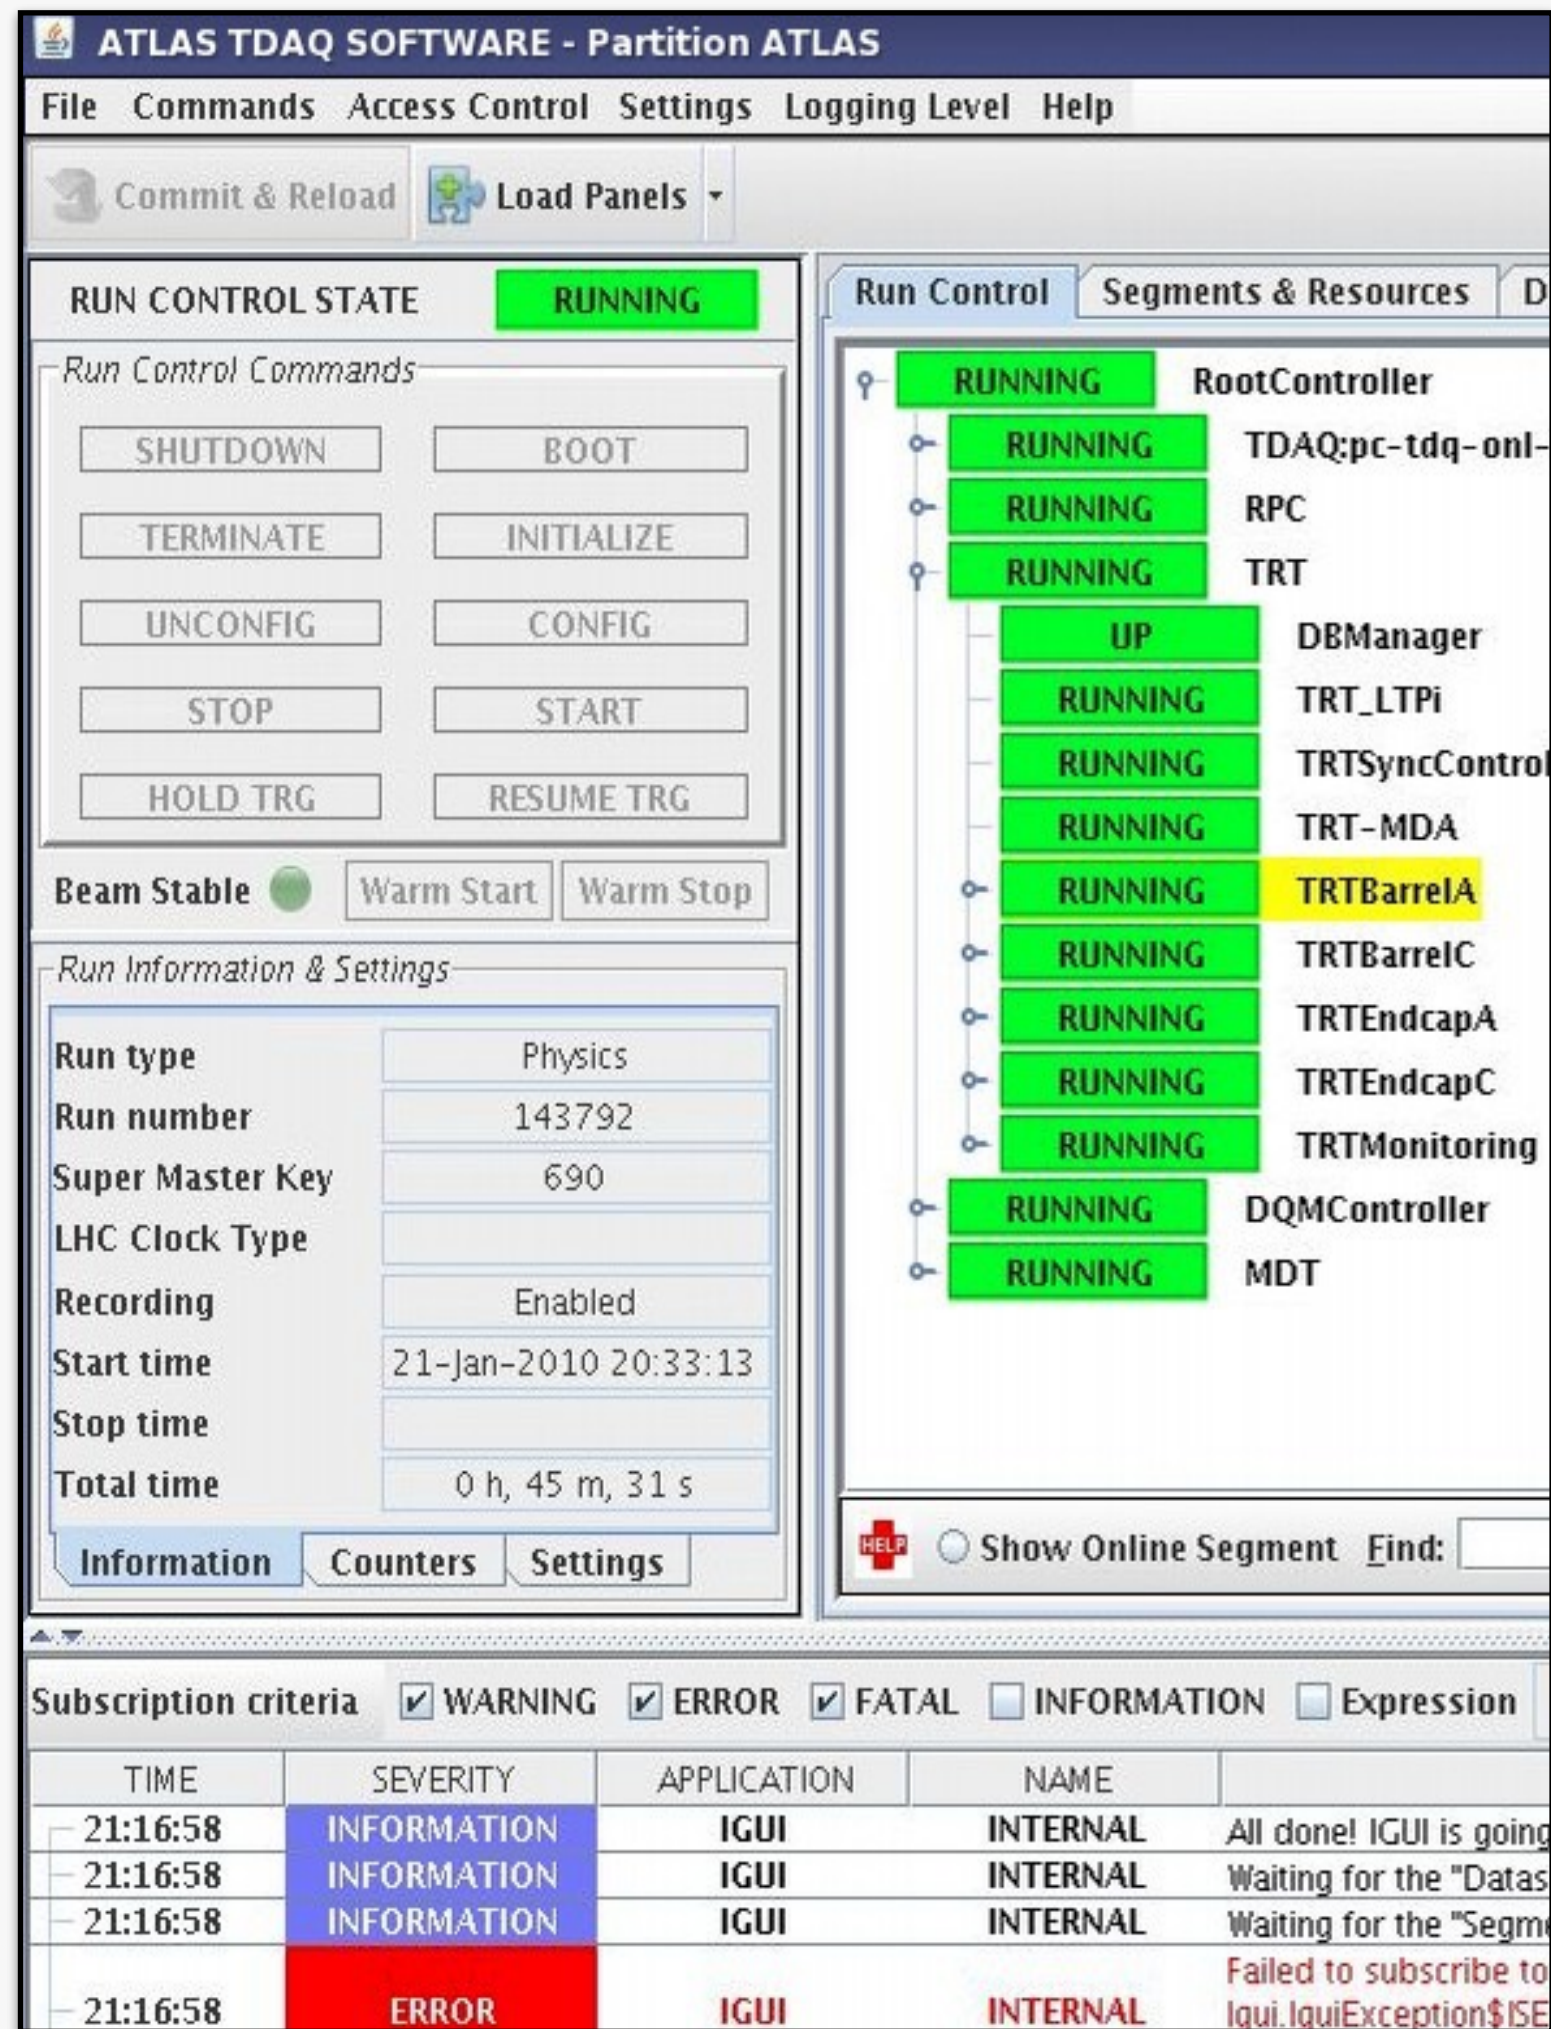 ATLAS TDAQ SOFTWARE - Partition ATLAS
File Commands Access Control Settings Logging Level Help
Commit & Reload Load Panels
RUN CONTROL STATE RUNNING
Run Control Commands
SHUTDOWN BOOT
TERMINATE INITIALIZE
UNCONFIG CONFIG
STOP START
HOLD TRG RESUME TRG
Beam Stable Warm Start Warm Stop
Run Information & Settings
Run type Physics
Run number 143792
Super Master Key 690
LHC Clock Type
Recording Enabled
Start time 21-Jan-2010 20:33:13
Stop time
Total time 0 h, 45 m, 31 s
Information Counters Settings
Run Control Segments & Resources D
RUNNING RootController
RUNNING TDAQ:pc-tdq-onl-
RUNNING RPC
RUNNING TRT
UP DBManager
RUNNING TRT_LTPi
RUNNING TRTSyncControl
RUNNING TRT-MDA
RUNNING TRTBarrelA
RUNNING TRTBarrelC
RUNNING TRTEndcapA
RUNNING TRTEndcapC
RUNNING TRTMonitoring
RUNNING DQMController
RUNNING MDT
HELP Show Online Segment Find:
Subscription criteria WARNING ERROR FATAL INFORMATION Expression
TIME SEVERITY APPLICATION NAME
21:16:58 INFORMATION IGUI INTERNAL All done! IGUI is going
21:16:58 INFORMATION IGUI INTERNAL Waiting for the "Datas
21:16:58 INFORMATION IGUI INTERNAL Waiting for the "Segme
Failed to subscribe to
21:16:58 ERROR IGUI INTERNAL Igui.IguiException$ISE